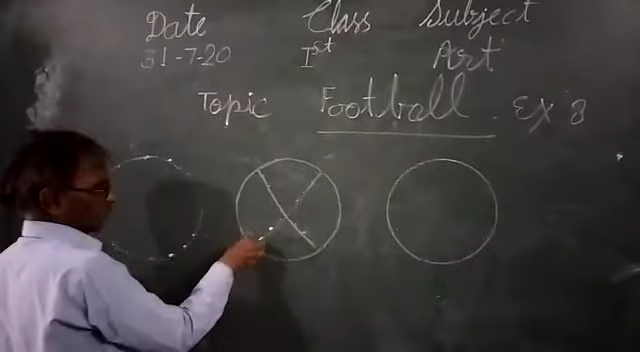 Date Class Subject
31-7-20 Ist Art
Topic Football. Ex 8